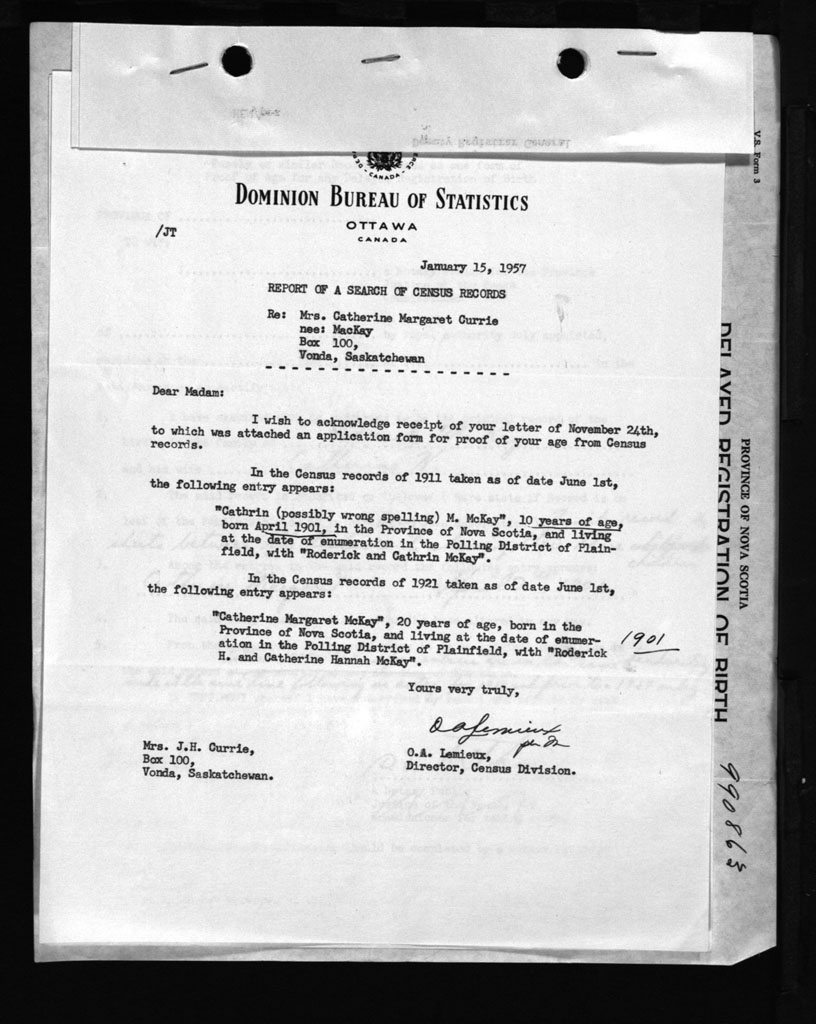 CANADA
DOMINION BUREAU OF STATISTICS
OTTAWA
CANADA
/JT
January 15, 1957
REPORT OF A SEARCH OF CENSUS RECORDS
Re: Mrs. Catherine Margaret Currie
nee: MacKay
Box 100,
Vonda, Saskatchewan
Dear Madam:
I wish to acknowledge receipt of your letter of November 24th,
to which was attached an application form for proof of your age from Census
records.
In the Census records of 1911 taken as of date June 1st,
the following entry appears:
"Cathrin (possibly wrong spelling) M. McKay", 10 years of age,
born April 1901, in the Province of Nova Scotia, and living
at the date of enumeration in the Polling District of Plain-
field, with "Roderick and Cathrin McKay".
In the Census records of 1921 taken as of date June 1st,
the following entry appears:
"Catherine Margaret McKay", 20 years of age, born in the
Province of Nova Scotia, and living at the date of enumer-
ation in the Polling District of Plainfield, with "Roderick
H. and Catherine Hannah McKay".
1901
Yours very truly,
O.A. Lemieux
O.A. Lemieux,
Director, Census Division.
Mrs. J.H. Currie,
Box 100,
Vonda, Saskatchewan.
V.S. Form 3
PROVINCE OF NOVA SCOTIA
DELAYED REGISTRATION OF BIRTH
990863